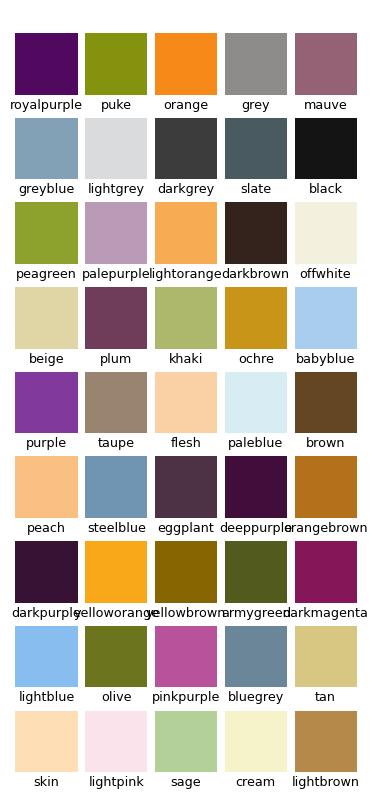 royalpurple puke orange grey mauve
greyblue lightgrey darkgrey slate black
peagreen palepurple lightorange darkbrown offwhite
beige plum khaki ochre babyblue
purple taupe flesh paleblue brown
peach steelblue eggplant deeppurple orangebrown
darkpurple yelloworange yellowbrown armygreen darkmagenta
lightblue olive pinkpurple bluegrey tan
skin lightpink sage cream lightbrown